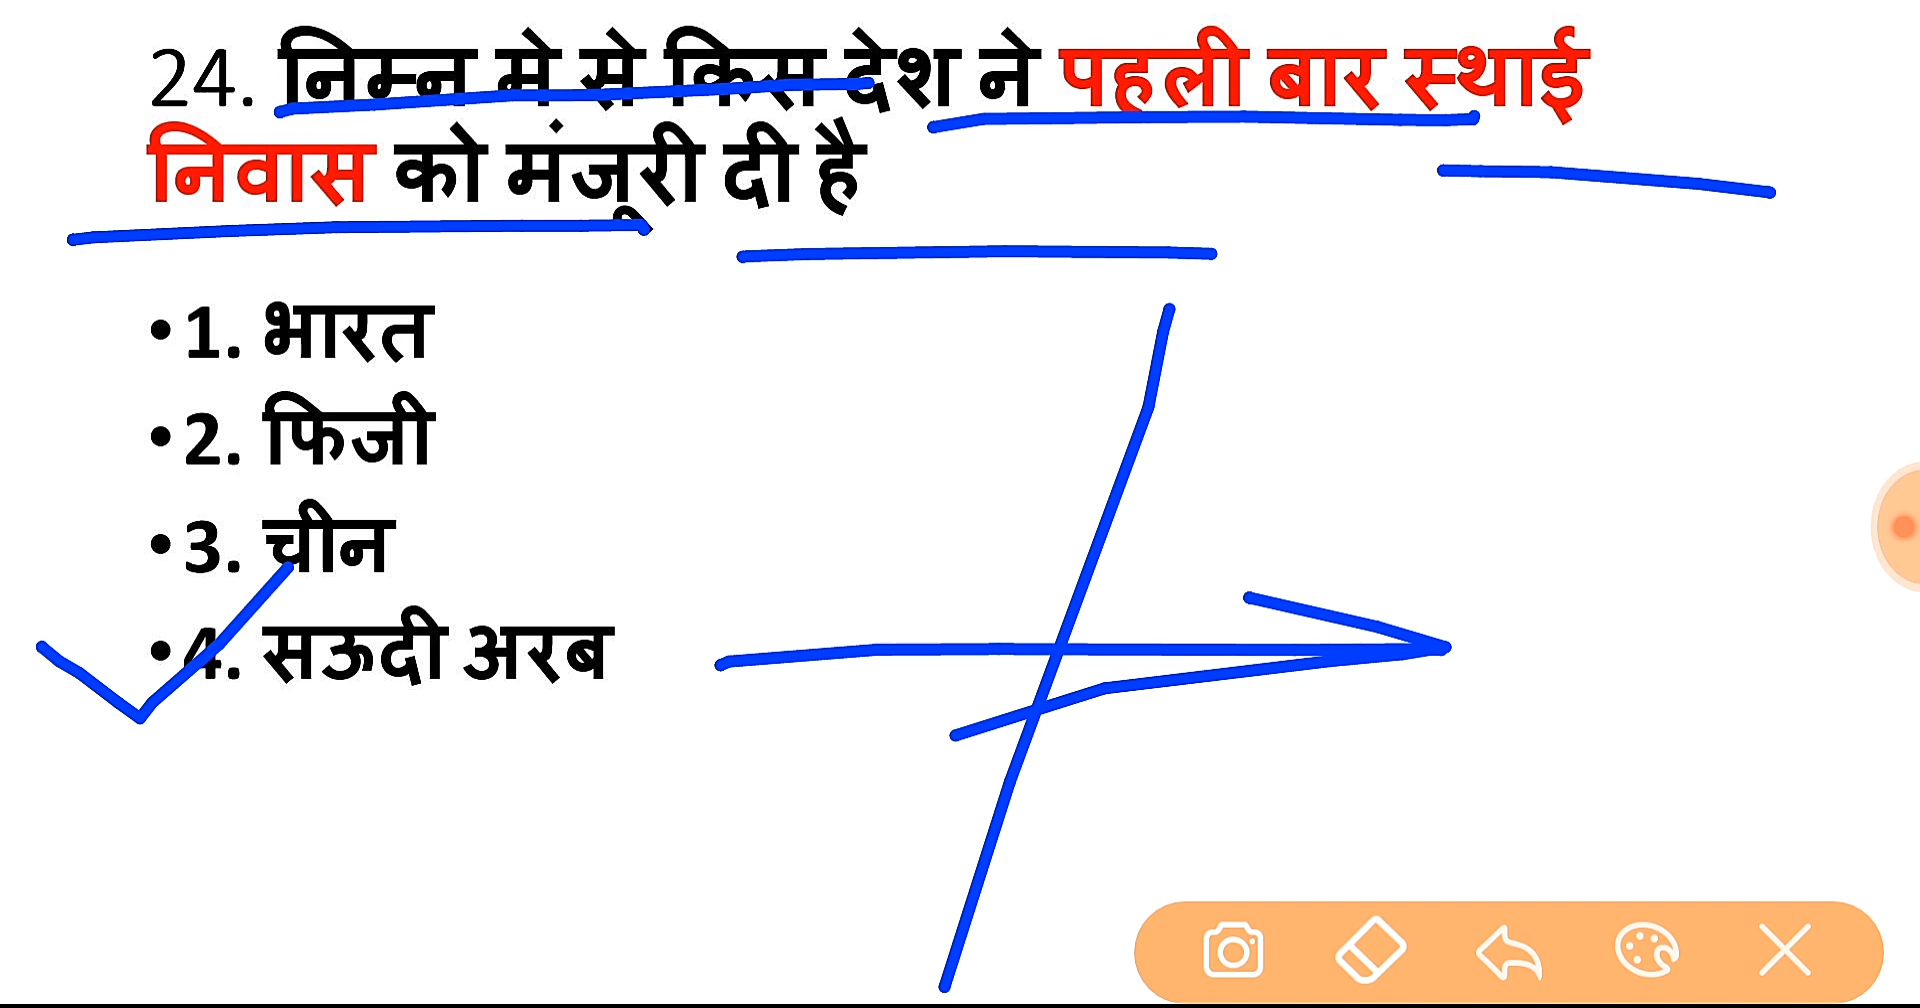 24. निम्न मे से किस देश ने पहली बार स्थाई
निवास को मंजूरी दी है
•1. भारत
•2. फिजी
•3. चीन
•4. सऊदी अरब